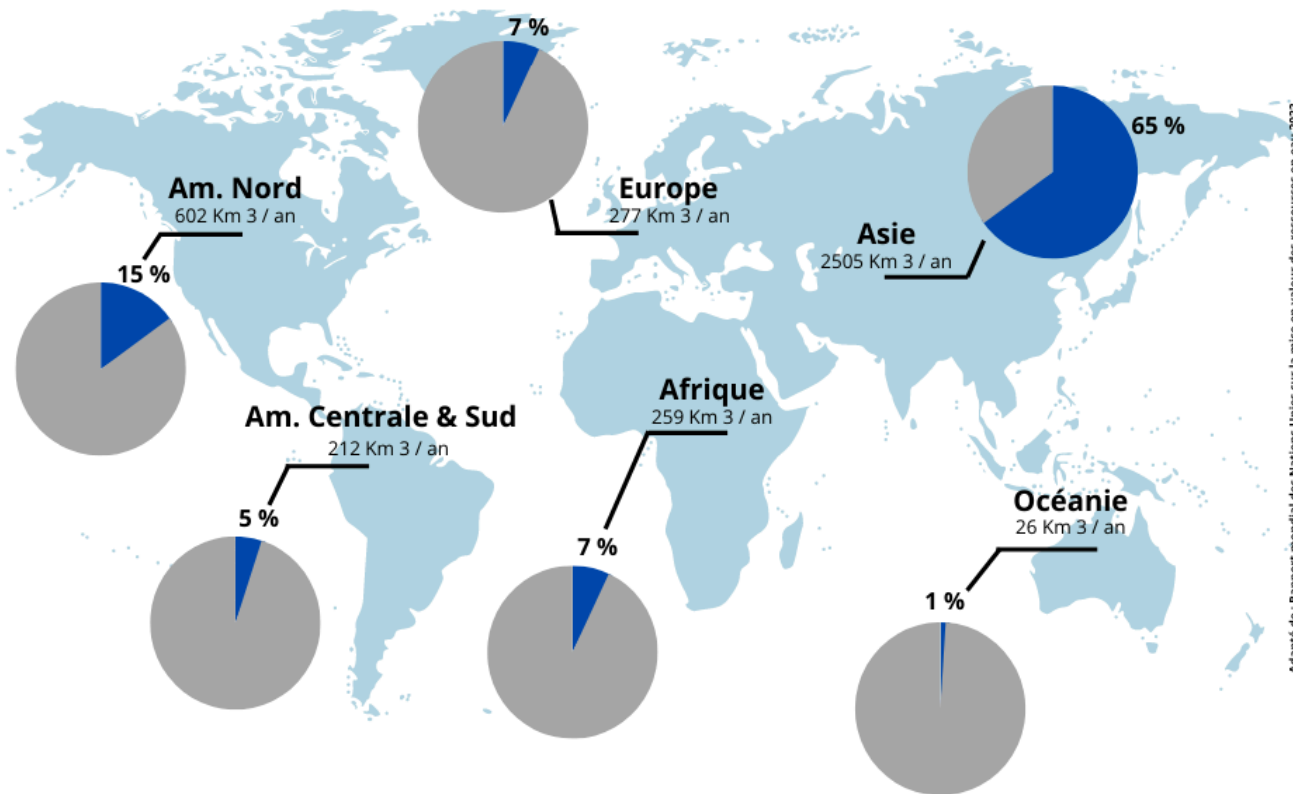 7 %
Europe
277 Km 3 / an
65 %
Asie
2505 Km 3 / an
Am. Nord
602 Km 3 / an
15 %
Am. Centrale & Sud
212 Km 3 / an
5 %
Afrique
259 Km 3 / an
7 %
Océanie
26 Km 3 / an
1 %